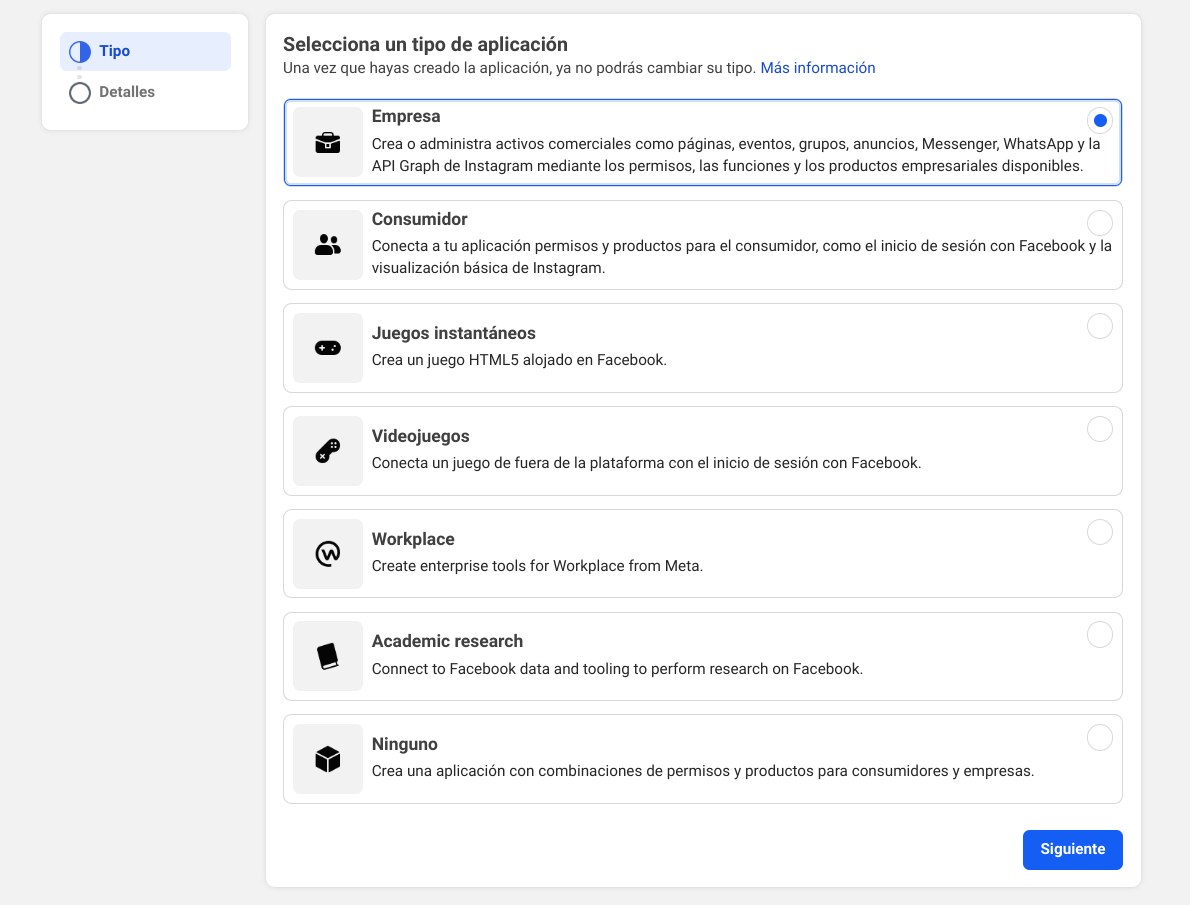 Tipo
Detalles
Selecciona un tipo de aplicación
Una vez que hayas creado la aplicación, ya no podrás cambiar su tipo. Más información
Empresa
Crea o administra activos comerciales como páginas, eventos, grupos, anuncios, Messenger, WhatsApp y la
API Graph de Instagram mediante los permisos, las funciones y los productos empresariales disponibles.
Consumidor
Conecta a tu aplicación permisos y productos para el consumidor, como el inicio de sesión con Facebook y la
visualización básica de Instagram.
Juegos instantáneos
Crea un juego HTML5 alojado en Facebook.
Videojuegos
Conecta un juego de fuera de la plataforma con el inicio de sesión con Facebook.
Workplace
Create enterprise tools for Workplace from Meta.
Academic research
Connect to Facebook data and tooling to perform research on Facebook.
Ninguno
Crea una aplicación con combinaciones de permisos y productos para consumidores y empresas.
Siguiente